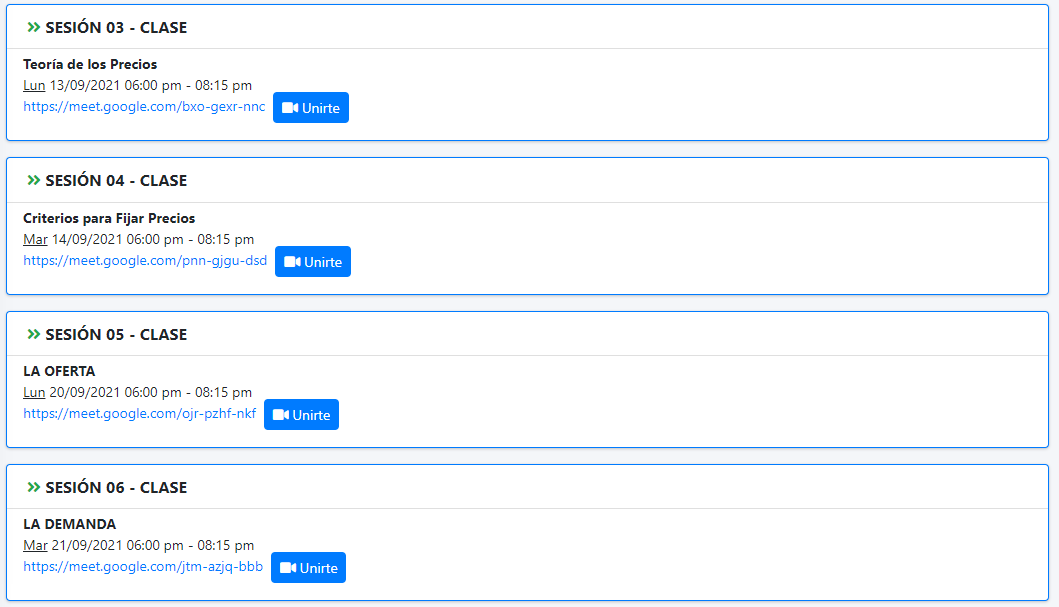 SESIÓN 03 - CLASE
Teoría de los Precios
Lun 13/09/2021 06:00 pm - 08:15 pm
https://meet.google.com/bxo-gexr-nnc Unirte
SESIÓN 04 - CLASE
Criterios para Fijar Precios
Mar 14/09/2021 06:00 pm - 08:15 pm
https://meet.google.com/pnn-gjgu-dsd Unirte
SESIÓN 05 - CLASE
LA OFERTA
Lun 20/09/2021 06:00 pm - 08:15 pm
https://meet.google.com/ojr-pzhf-nkf Unirte
SESIÓN 06 - CLASE
LA DEMANDA
Mar 21/09/2021 06:00 pm - 08:15 pm
https://meet.google.com/jtm-azjq-bbb Unirte